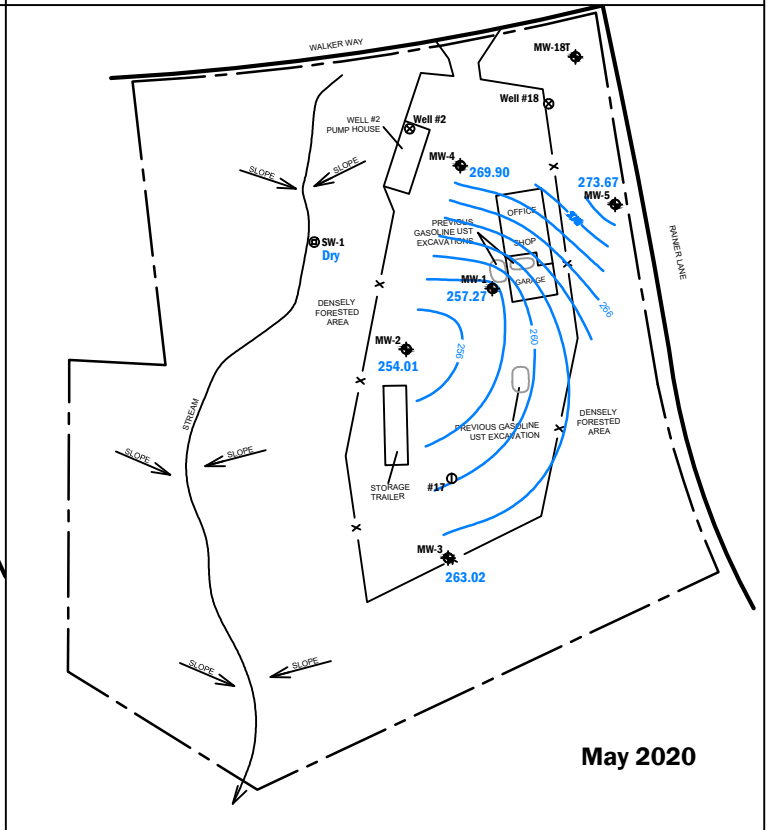 WALKER WAY
MW-18T
Well #18
Well #2
WELL #2
PUMP HOUSE
MW-4
269.90
SLOPE
SLOPE
273.67
MW-5
OFFICE
PREVIOUS
GASOLINE UST
EXCAVATIONS
SHOP
RAINIER LANE
SW-1
Dry
GARAGE
MW-1
257.27
DENSELY
FORESTED
AREA
266
MW-2
254.01
256
260
STREAM
DENSELY
FORESTED
AREA
PREVIOUS GASOLINE
UST EXCAVATION
SLOPE
SLOPE
STORAGE
TRAILER
#17
MW-3
263.02
SLOPE
SLOPE
May 2020